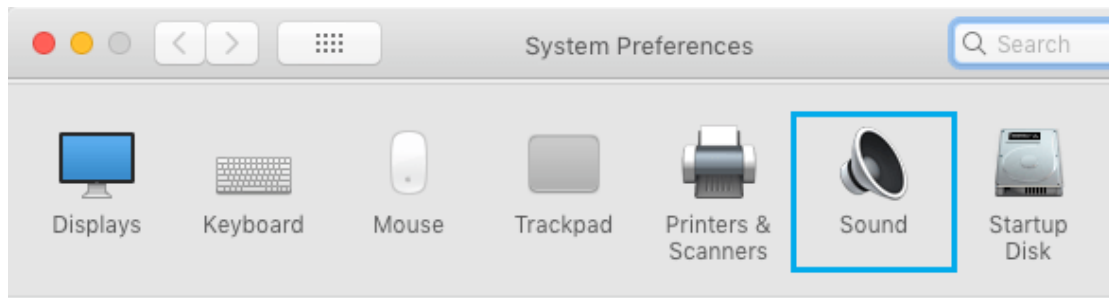 System Preferences
Search
Displays
Keyboard
Mouse
Trackpad
Printers &
Scanners
Sound
Startup
Disk